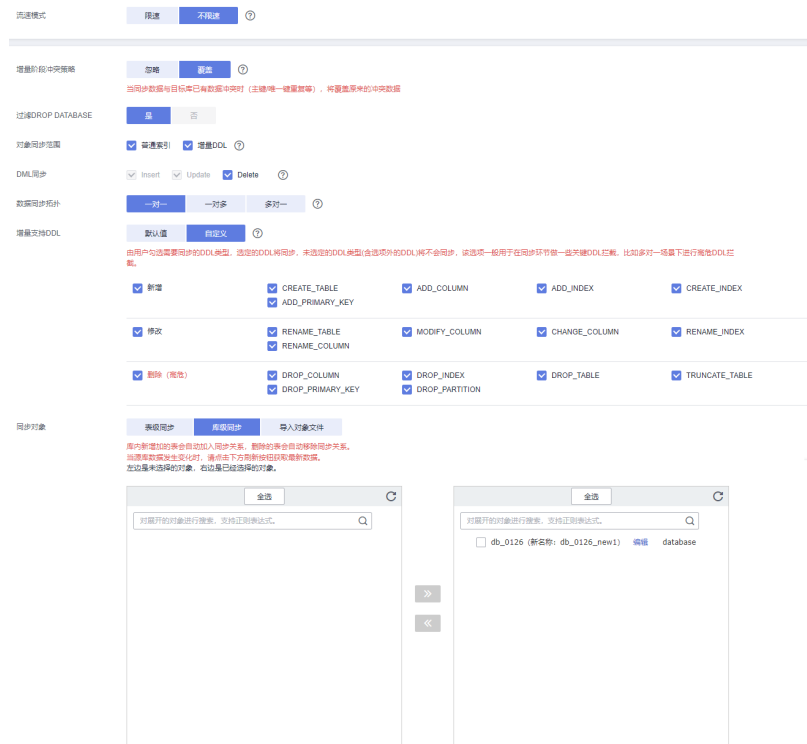 流速模式 限速 不限速
增量阶段冲突策略 忽略 覆盖
当同步数据与目标库已有数据冲突时（主键/唯一键重复等），将覆盖原来的冲突数据
过滤DROP DATABASE 是 否
对象同步范围 普通索引 增量DDL
DML同步 Insert Update Delete
数据同步拓扑 一对一 一对多 多对一
增量支持DDL 默认值 自定义
由用户勾选需要同步的DDL类型，选定的DDL将同步，未选定的DDL类型(含选项外的DDL)将不会同步，该选项一般用于在同步环节做一些关键DDL拦截，比如多对一场景下进行高危DDL拦
截。
新增 CREATE_TABLE ADD_COLUMN ADD_INDEX CREATE_INDEX
ADD_PRIMARY_KEY
修改 RENAME_TABLE MODIFY_COLUMN CHANGE_COLUMN RENAME_INDEX
RENAME_COLUMN
删除（高危） DROP_COLUMN DROP_INDEX DROP_TABLE TRUNCATE_TABLE
DROP_PRIMARY_KEY DROP_PARTITION
同步对象 表级同步 库级同步 导入对象文件
库内新增加的表会自动加入同步关系，删除的表会自动移除同步关系。
当源库数据发生变化时，请点击下方刷新按钮获取最新数据。
左边是未选择的对象，右边是已经选择的对象。
全选 全选
对展开的对象进行搜索，支持正则表达式。 对展开的对象进行搜索，支持正则表达式。
db_0126（新名称：db_0126_new1） 编辑 database